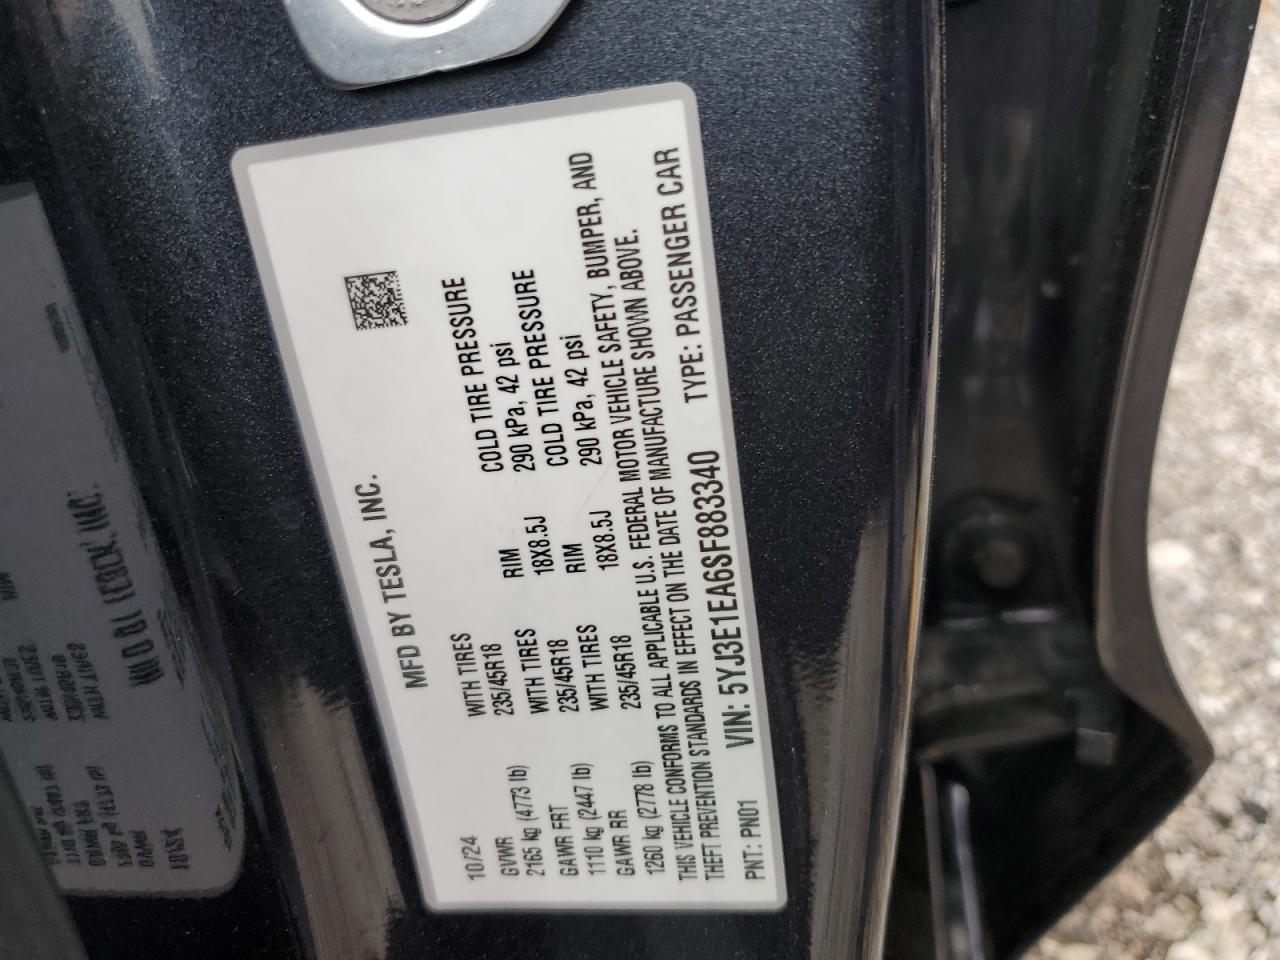 MFD BY TESLA, INC.
10/24
GVWR WITH TIRES RIM COLD TIRE PRESSURE
2165 kg (4773 lb) 235/45R18 18X8.5J 290 kPa, 42 psi
GAWR FRT WITH TIRES RIM COLD TIRE PRESSURE
1110 kg (2447 lb) 235/45R18 18X8.5J 290 kPa, 42 psi
GAWR RR WITH TIRES
1260 kg (2778 lb) 235/45R18
THIS VEHICLE CONFORMS TO ALL APPLICABLE U.S. FEDERAL MOTOR VEHICLE SAFETY, BUMPER, AND
THEFT PREVENTION STANDARDS IN EFFECT ON THE DATE OF MANUFACTURE SHOWN ABOVE.
PNT: PN01 VIN: 5YJ3E1EA6SF883340 TYPE: PASSENGER CAR